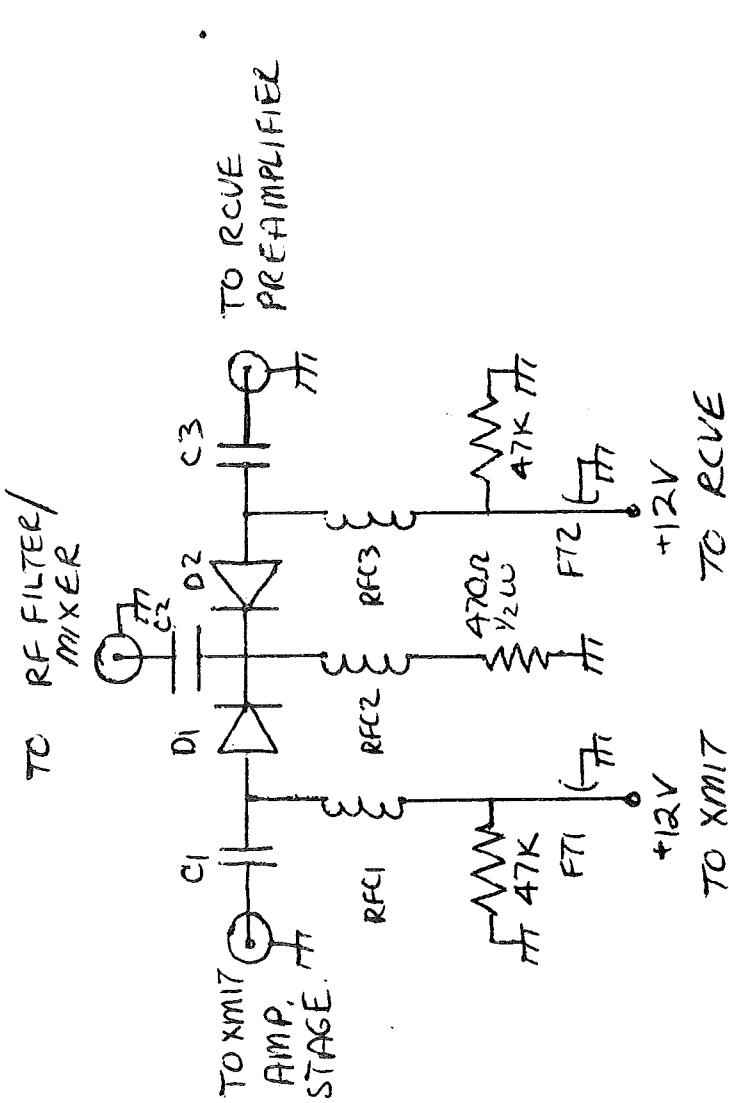 TO RF FILTER/
MIXER
C2
TO XMIT
AMP.
STAGE.
C1
D1
D2
C3
TO RCVE
PREAMPLIFIER
RFC1
RFC2
RFC3
47K
470Ω
1/2 W
47K
FT1
FT2
+12V
TO XMIT
+12V
TO RCVE